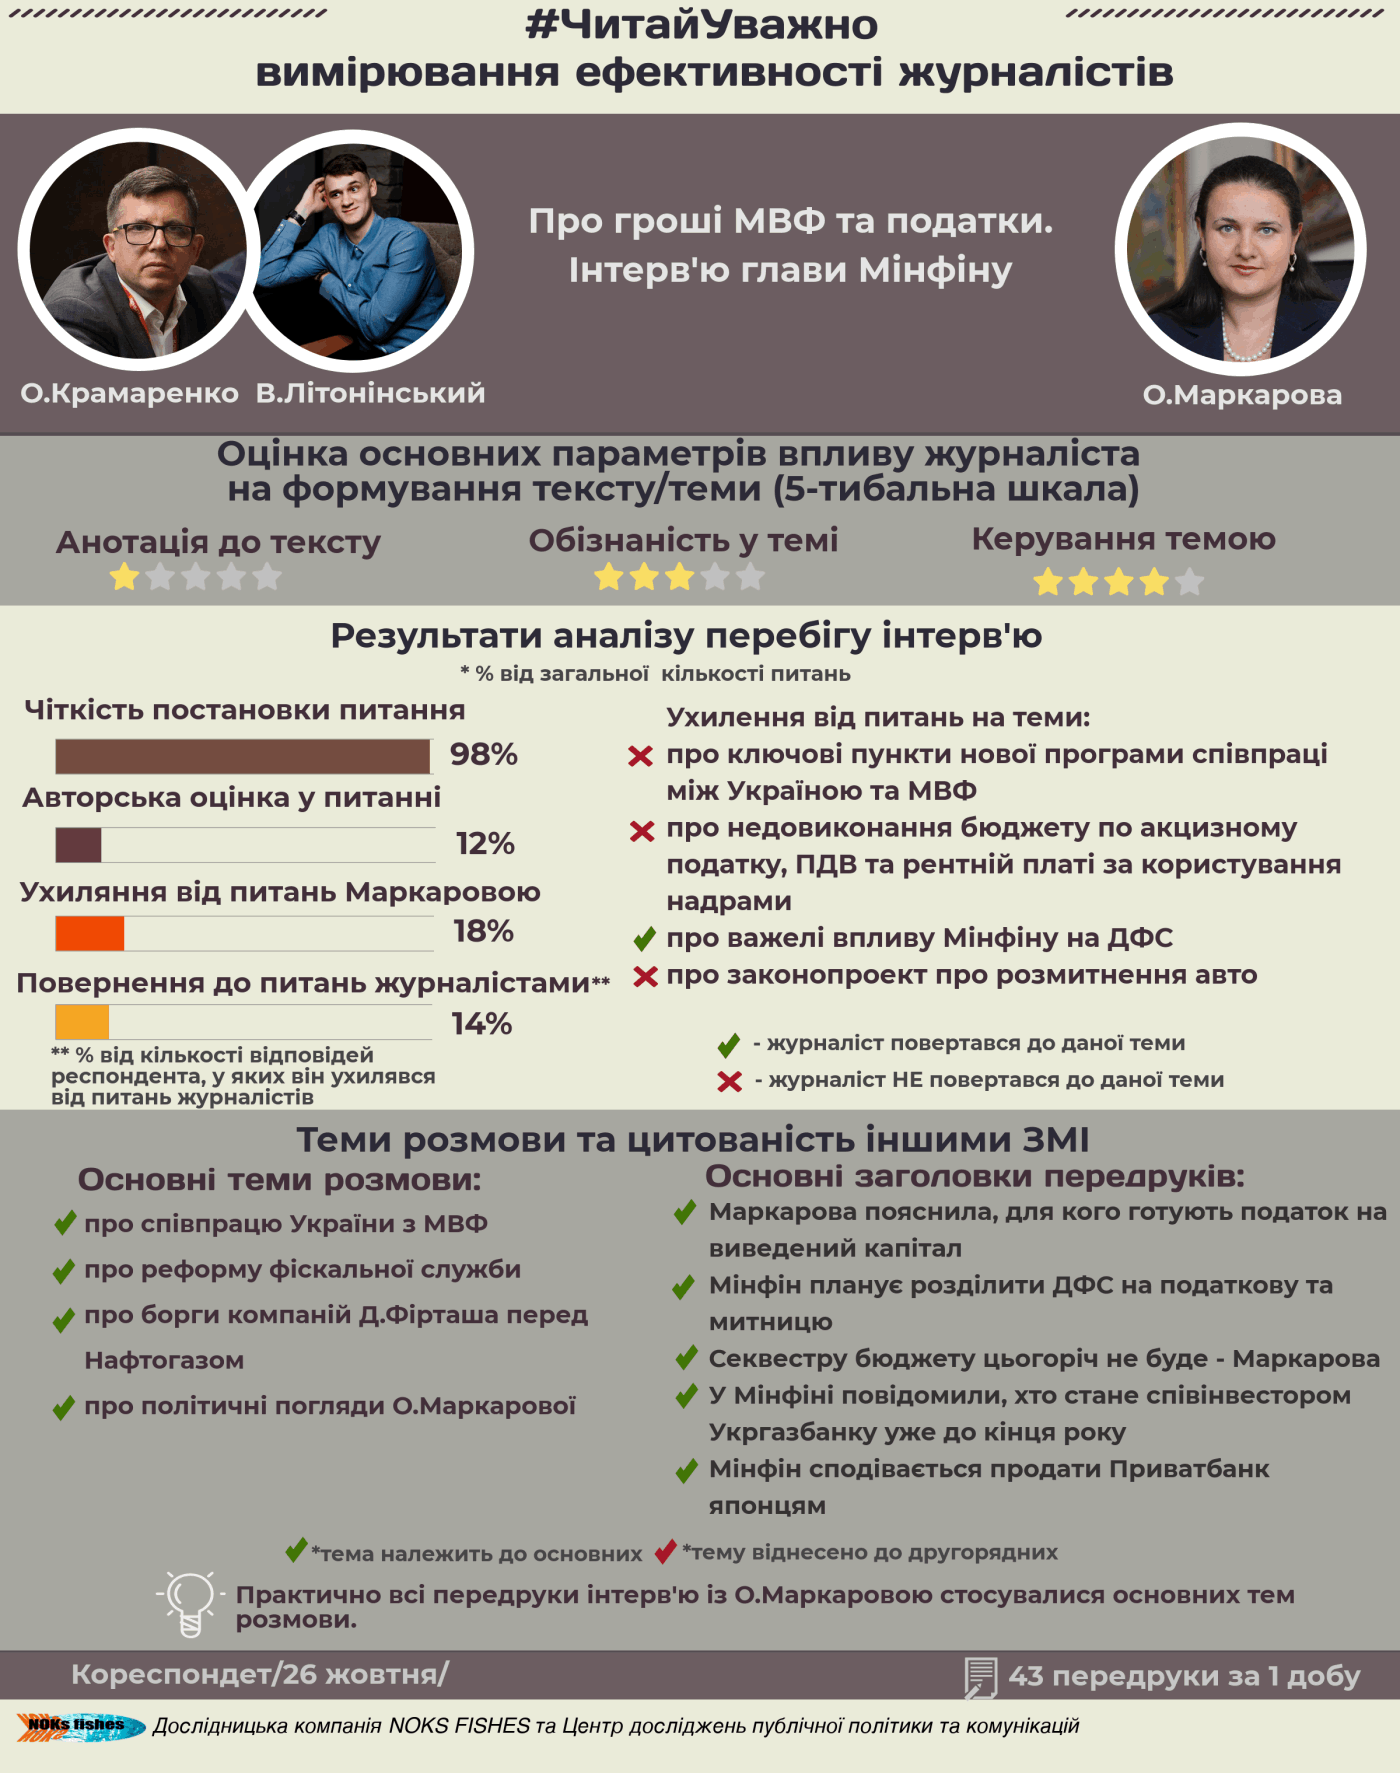 #ЧитайУважно
вимірювання ефективності журналістів
Про гроші МВФ та податки.
Інтерв'ю глави Мінфіну
О.Крамаренко В.Літонінський
О.Маркарова
Оцінка основних параметрів впливу журналіста
на формування тексту/теми (5-тибальна шкала)
Анотація до тексту
Обізнаність у темі
Керування темою
Результати аналізу перебігу інтерв'ю
* % від загальної кількості питань
Чіткість постановки питання
98%
Авторська оцінка у питанні
12%
Ухиляння від питань Маркаровою
18%
Повернення до питань журналістами**
14%
** % від кількості відповідей
респондента, у яких він ухилявся
від питань журналістів
Ухилення від питань на теми:
про ключові пункти нової програми співпраці
між Україною та МВФ
про недовиконання бюджету по акцизному
податку, ПДВ та рентній платі за користування
надрами
про важелі впливу Мінфіну на ДФС
про законопроект про розмитнення авто
- журналіст повертався до даної теми
- журналіст НЕ повертався до даної теми
Теми розмови та цитованість іншими ЗМІ
Основні теми розмови:
про співпрацю України з МВФ
про реформу фіскальної служби
про борги компаній Д.Фірташа перед
Нафтогазом
про політичні погляди О.Маркарової
Основні заголовки передруків:
Маркарова пояснила, для кого готують податок на
виведений капітал
Мінфін планує розділити ДФС на податкову та
митницю
Секвестру бюджету цьогоріч не буде - Маркарова
У Мінфіні повідомили, хто стане співінвестором
Укргазбанку уже до кінця року
Мінфін сподівається продати Приватбанк
японцям
*тема належить до основних
*тему віднесено до другорядних
Практично всі передруки інтерв'ю із О.Маркаровою стосувалися основних тем
розмови.
Кореспондет/26 жовтня/
43 передруки за 1 добу
NOKs fishes
Дослідницька компанія NOKS FISHES та Центр досліджень публічної політики та комунікацій